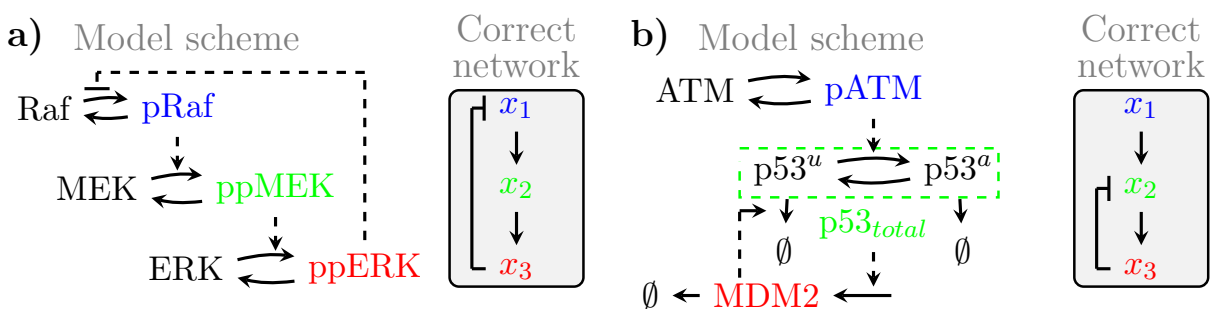 a) Model scheme
Raf pRaf
MEK ppMEK
ERK ppERK
Correct
network
x₁
x₂
x₃
b) Model scheme
ATM pATM
p53ᵘ p53ᵃ
p53total
∅ ∅
∅ MDM2
Correct
network
x₁
x₂
x₃